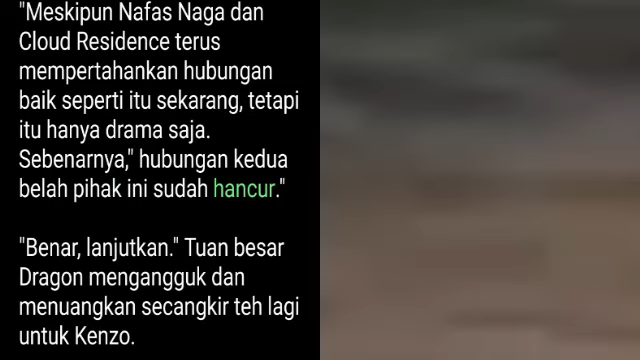 "Meskipun Nafas Naga dan
Cloud Residence terus
mempertahankan hubungan
baik seperti itu sekarang, tetapi
itu hanya drama saja.
Sebenarnya," hubungan kedua
belah pihak ini sudah hancur."
"Benar, lanjutkan." Tuan besar
Dragon mengangguk dan
menuangkan secangkir teh lagi
untuk Kenzo.